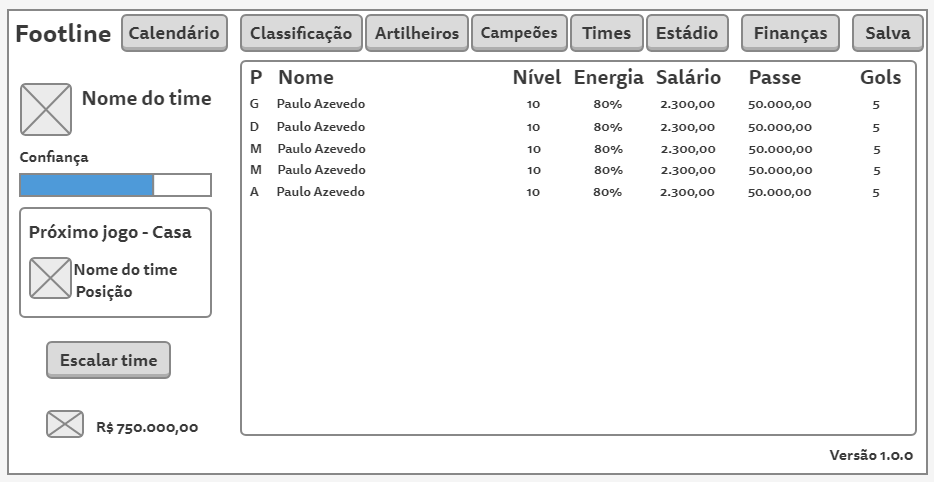 Footline Calendário Classificação Artilheiros Campeões Times Estádio Finanças Salva
Nome do time
Confiança
Próximo jogo - Casa
Nome do time
Posição
Escalar time
R$ 750.000,00
P Nome Nível Energia Salário Passe Gols
G Paulo Azevedo 10 80% 2.300,00 50.000,00 5
D Paulo Azevedo 10 80% 2.300,00 50.000,00 5
M Paulo Azevedo 10 80% 2.300,00 50.000,00 5
M Paulo Azevedo 10 80% 2.300,00 50.000,00 5
A Paulo Azevedo 10 80% 2.300,00 50.000,00 5
Versão 1.0.0